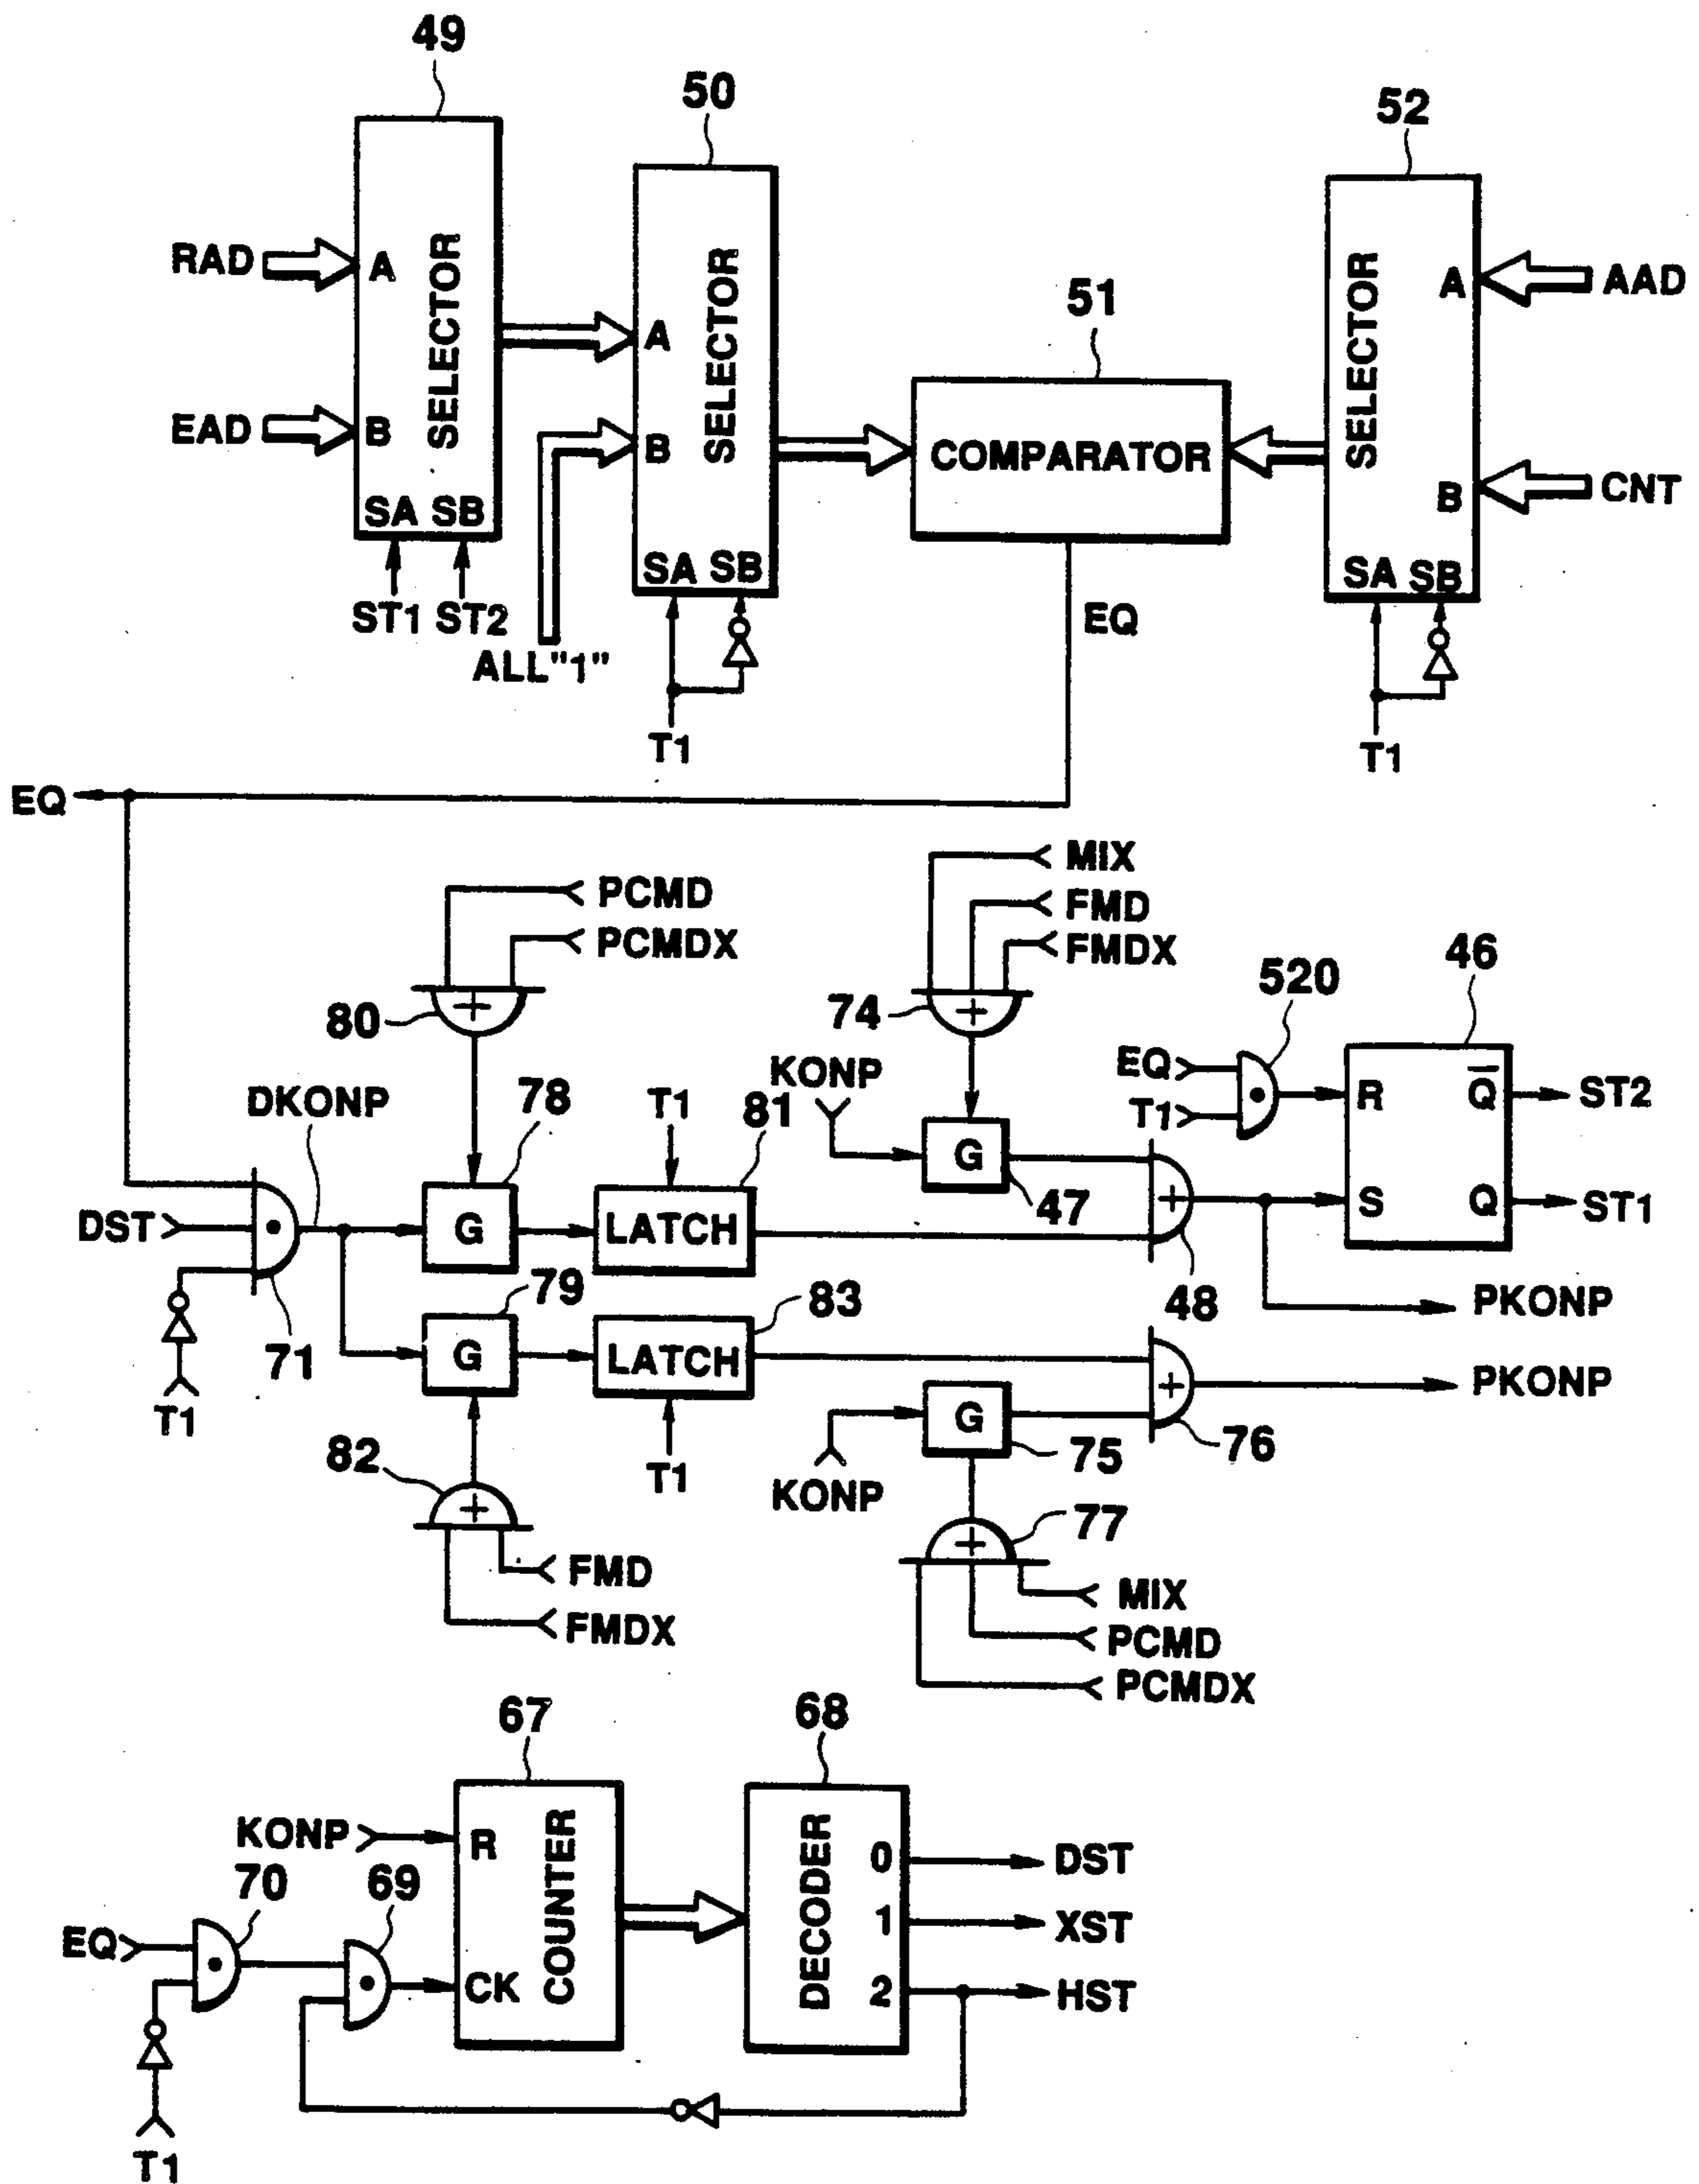 49
50
52
RAD
A
SELECTOR
A
SELECTOR
51
SELECTOR
A
AAD
EAD
B
B
COMPARATOR
B
CNT
SA SB
SA SB
SA SB
ST1 ST2
EQ
ALL"1"
T1
T1
EQ
MIX
PCMD
FMD
PCMDX
FMDX
46
520
80
+
74
+
KONP
EQ
R
Q
ST2
DKONP
78
T1
81
T1
G
DST
G
LATCH
47
+
S
Q
ST1
79
83
48
PKONP
71
G
LATCH
+
PKONP
T1
G
82
T1
75
76
KONP
+
77
+
FMD
MIX
FMDX
PCMD
PCMDX
67
68
KONP
R
COUNTER
DECODER
0
DST
70
69
1
XST
EQ
CK
2
HST
T1